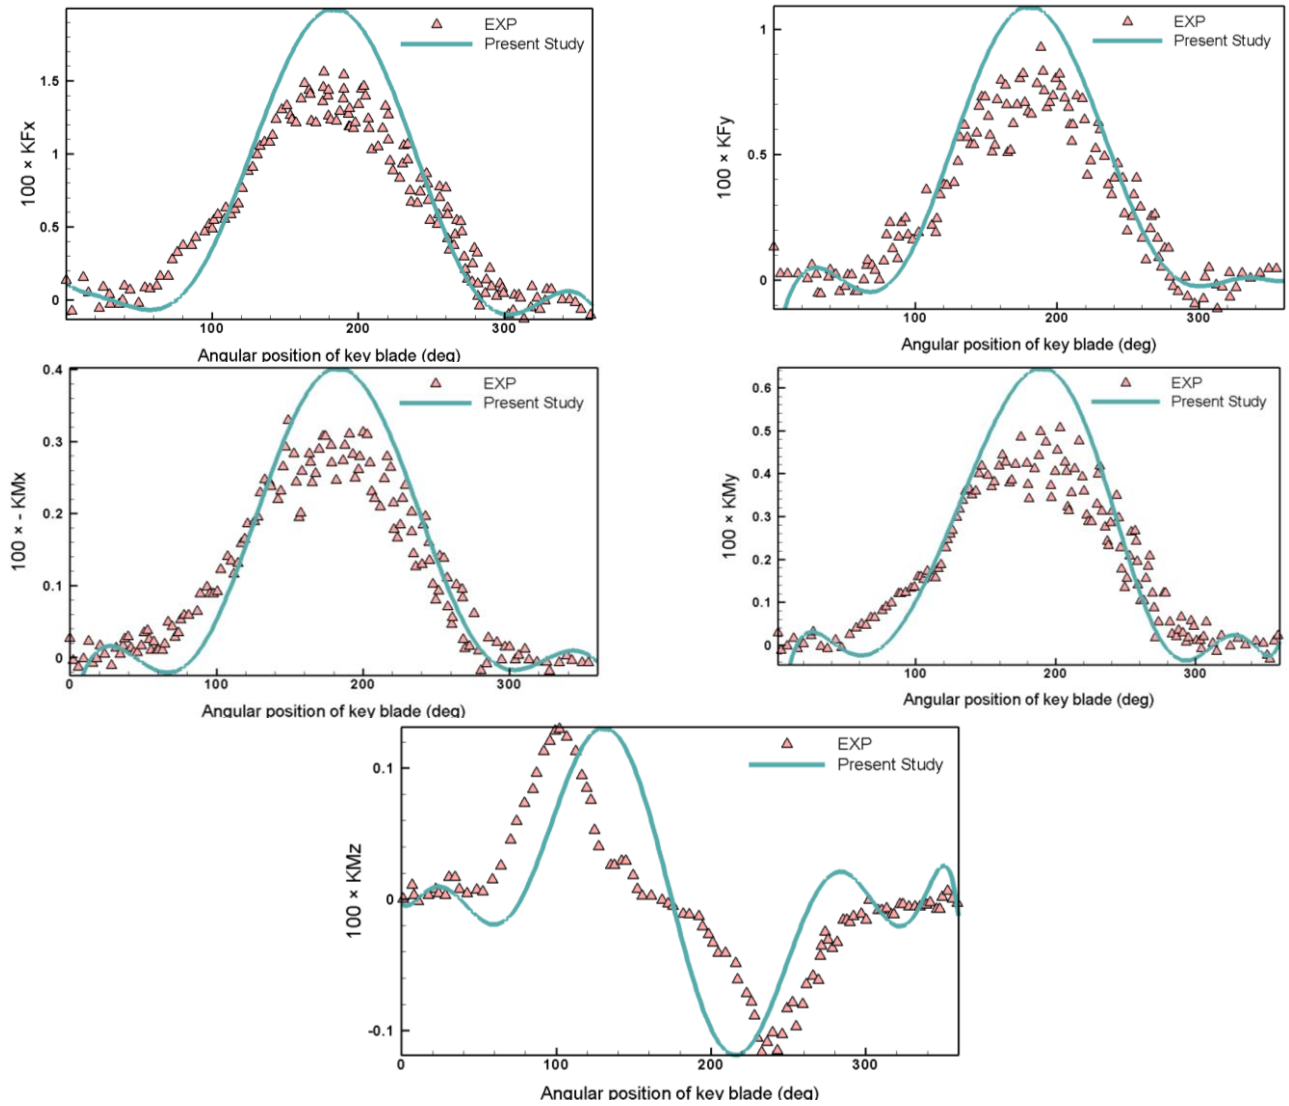 EXP
Present Study
1.5
1
0.5
0
100 × KFx
100
200
300
Angular position of key blade (deg)
EXP
Present Study
1
0.5
0
100 × KFy
100
200
300
Angular position of key blade (deg)
EXP
Present Study
0.4
0.3
0.2
0.1
0
100 × - KMx
0
100
200
300
Angular position of key blade (deg)
EXP
Present Study
0.6
0.5
0.4
0.3
0.2
0.1
0
100 × KMy
100
200
300
Angular position of key blade (deg)
EXP
Present Study
0.1
0
-0.1
100 × KMz
0
100
200
300
Angular position of key blade (deg)